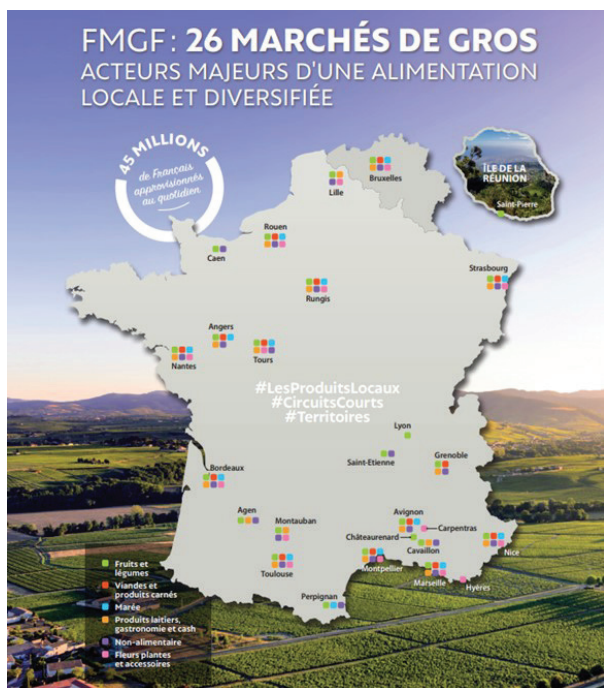 FMGF : 26 MARCHÉS DE GROS
ACTEURS MAJEURS D'UNE ALIMENTATION
LOCALE ET DIVERSIFIÉE
45 MILLIONS
de Français
approvisionnés
au quotidien
ÎLE DE LA
RÉUNION
Saint-Pierre
Lille
Bruxelles
Rouen
Caen
Strasbourg
Rungis
Angers
Nantes
Tours
#LesProduitsLocaux
#CircuitsCourts
#Territoires
Lyon
Saint-Etienne
Grenoble
Bordeaux
Agen
Montauban
Avignon
Carpentras
Châteaurenard
Cavaillon
Nice
Toulouse
Montpellier
Marseille
Hyères
Perpignan
Fruits et
légumes
Viandes et
produits carnés
Marée
Produits laitiers,
gastronomie et cash
Non-alimentaire
Fleurs plantes
et accessoires